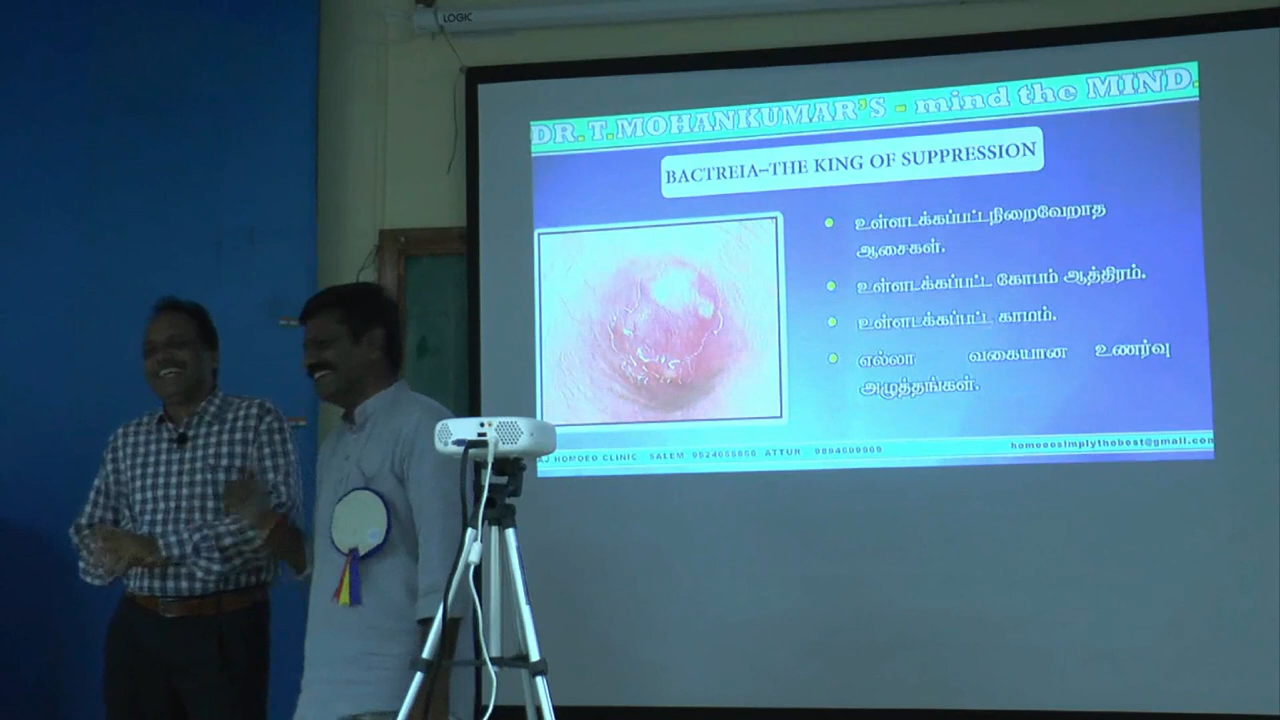 LOGIK
DR.T.MOHANKUMAR'S - mind the MIND.
BACTREIA–THE KING OF SUPPRESSION
உள்ளடக்கப்பட்டநிறைவேறாத
ஆசைகள்.
உள்ளடக்கப்பட்ட கோபம் ஆத்திரம்.
உள்ளடக்கப்பட்ட காமம்.
எல்லா வகையான உணர்வு
அழுத்தங்கள்.
HOMOEO CLINIC SALEM ATTUR
homoeosimplythebest@gmail.com